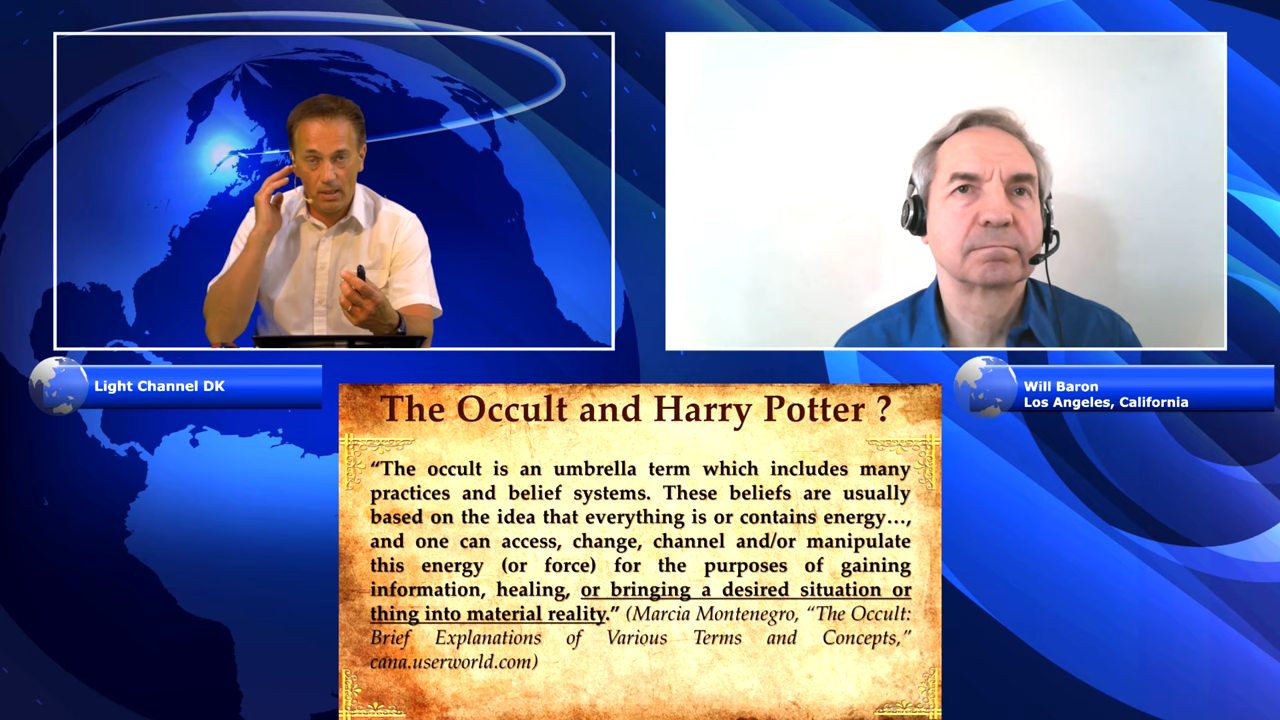 Light Channel DK
Will Baron
Los Angeles, California
The Occult and Harry Potter ?
“The occult is an umbrella term which includes many
practices and belief systems. These beliefs are usually
based on the idea that everything is or contains energy…,
and one can access, change, channel and/or manipulate
this energy (or force) for the purposes of gaining
information, healing, or bringing a desired situation or
thing into material reality.” (Marcia Montenegro, “The Occult:
Brief Explanations of Various Terms and Concepts,”
cana.userworld.com)